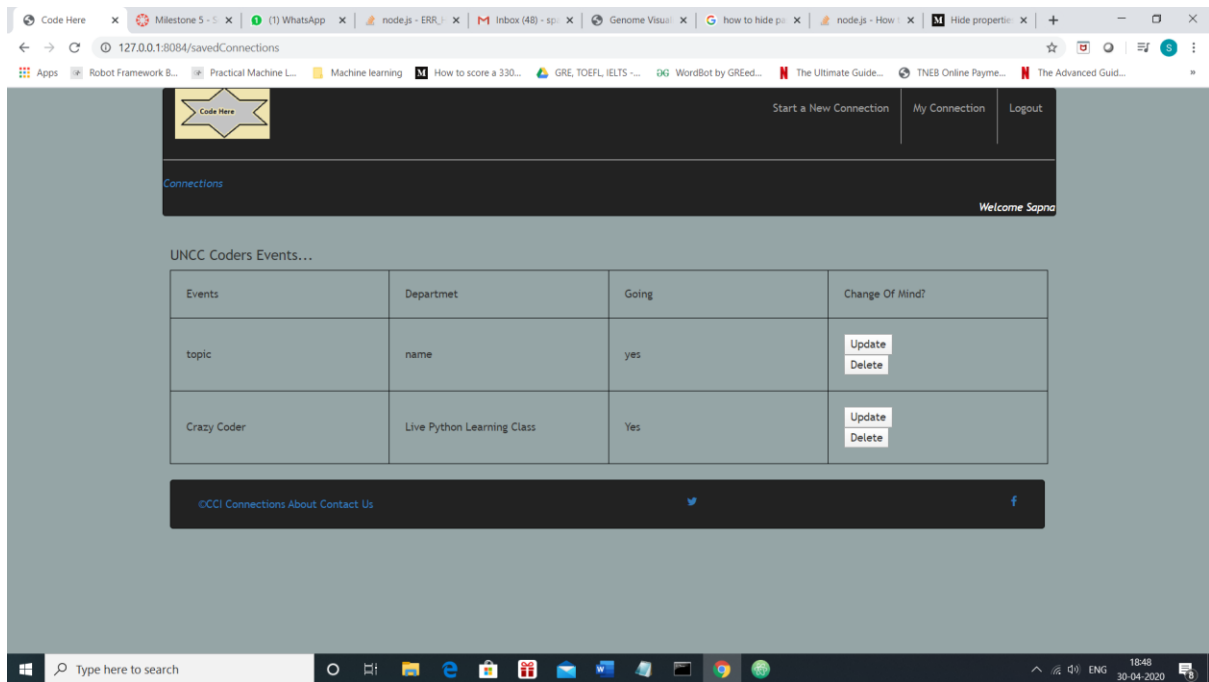 Code Here
Milestone 5 - S
(1) WhatsApp
node.js - ERR_H
Inbox (48) - sp
Genome Visual
how to hide pa
node.js - How t
Hide propertie
127.0.0.1:8084/savedConnections
Apps
Robot Framework B...
Practical Machine L...
Machine learning
How to score a 330...
GRE, TOEFL, IELTS -...
WordBot by GREed...
The Ultimate Guide...
TNEB Online Payme...
The Advanced Guid...
Code Here
Start a New Connection
My Connection
Logout
Connections
Welcome Sapna
UNCC Coders Events...
Events Departmet Going Change Of Mind?
topic name yes
Update
Delete
Crazy Coder Live Python Learning Class Yes
Update
Delete
©CCI Connections About Contact Us
Type here to search
ENG
18:48
30-04-2020